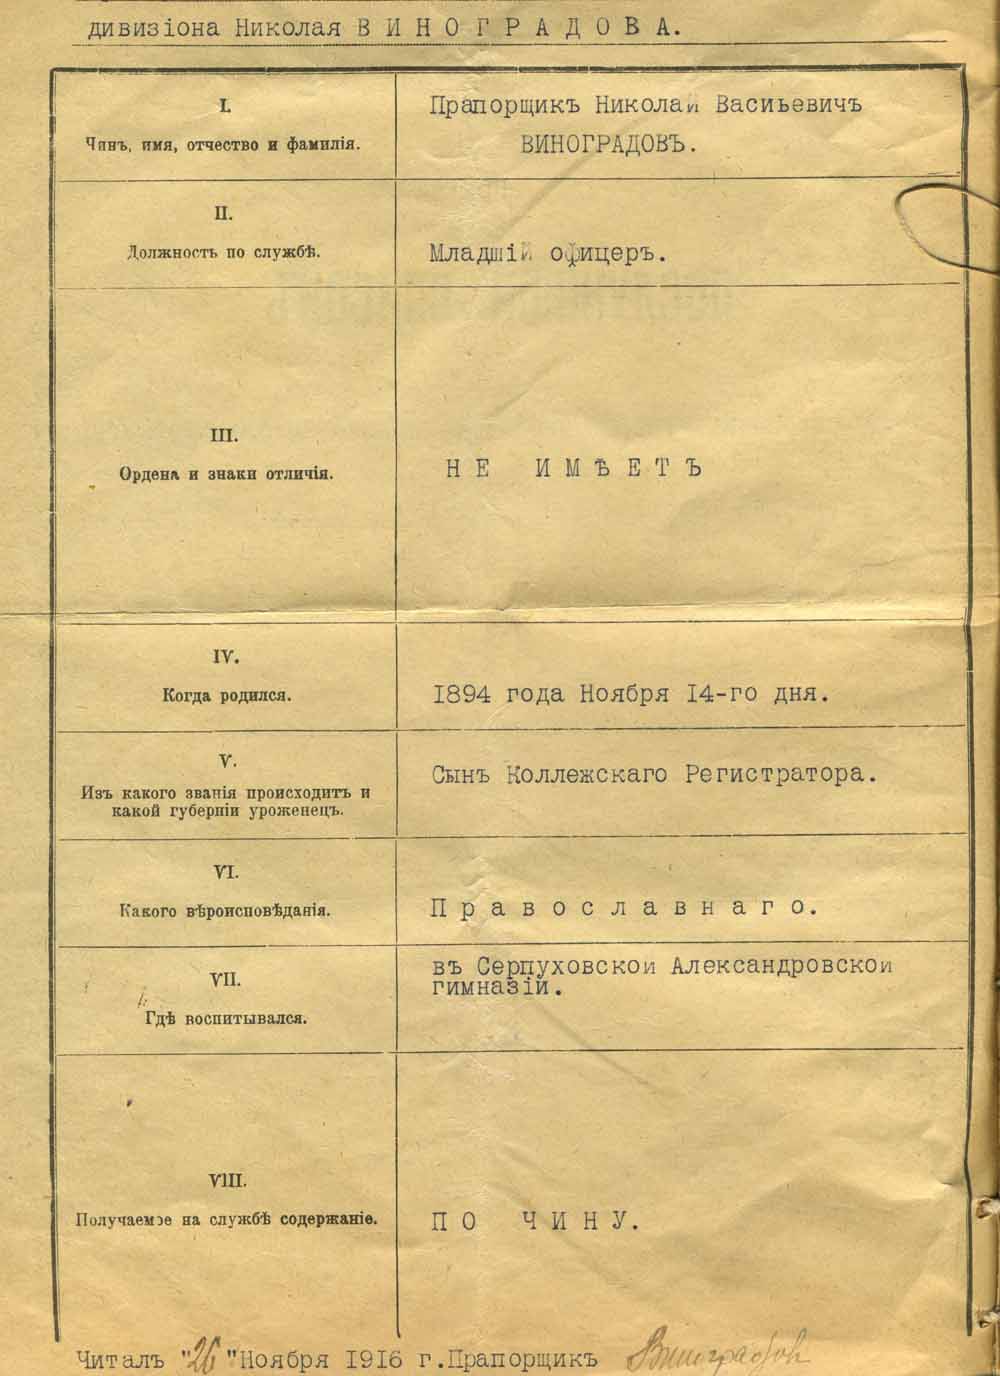 дивизіона Николая ВИНОГРАДОВА.
I.
Чинъ, имя, отчество и фамилія.
Прапорщикъ Николай Васиьевичъ
ВИНОГРАДОВЪ.
II.
Должность по службѣ.
Младшій офицеръ.
III.
Ордена и знаки отличія.
НЕ ИМѢЕТЪ
IV.
Когда родился.
1894 года Ноября 14-го дня.
V.
Изъ какого званія происходитъ и
какой губерніи уроженецъ.
Сынъ Коллежскаго Регистратора.
VI.
Какого вѣроисповѣданія.
Православнаго.
VII.
Гдѣ воспитывался.
въ Серпуховской Александровской
гимназіи.
VIII.
Получаемое на службѣ содержаніе.
ПО ЧИНУ.
Читалъ "26" Ноября 1916 г. Прапорщикъ Виноградов